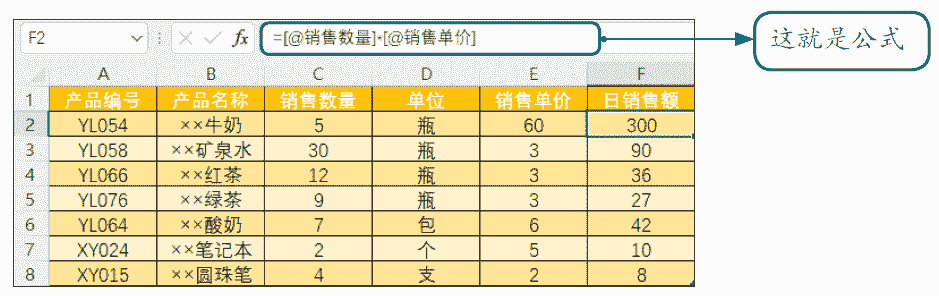 F2 fx =[@销售数量]*[@销售单价] 这就是公式
A B C D E F
1 产品编号 产品名称 销售数量 单位 销售单价 日销售额
2 YL054 ××牛奶 5 瓶 60 300
3 YL058 ××矿泉水 30 瓶 3 90
4 YL066 ××红茶 12 瓶 3 36
5 YL076 ××绿茶 9 瓶 3 27
6 YL064 ××酸奶 7 包 6 42
7 XY024 ××笔记本 2 个 5 10
8 XY015 ××圆珠笔 4 支 2 8